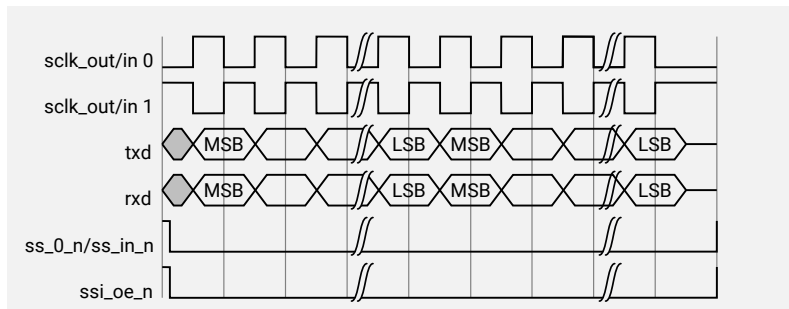 sclk_out/in 0
sclk_out/in 1
txd MSB LSB MSB LSB
rxd MSB LSB MSB LSB
ss_0_n/ss_in_n
ssi_oe_n